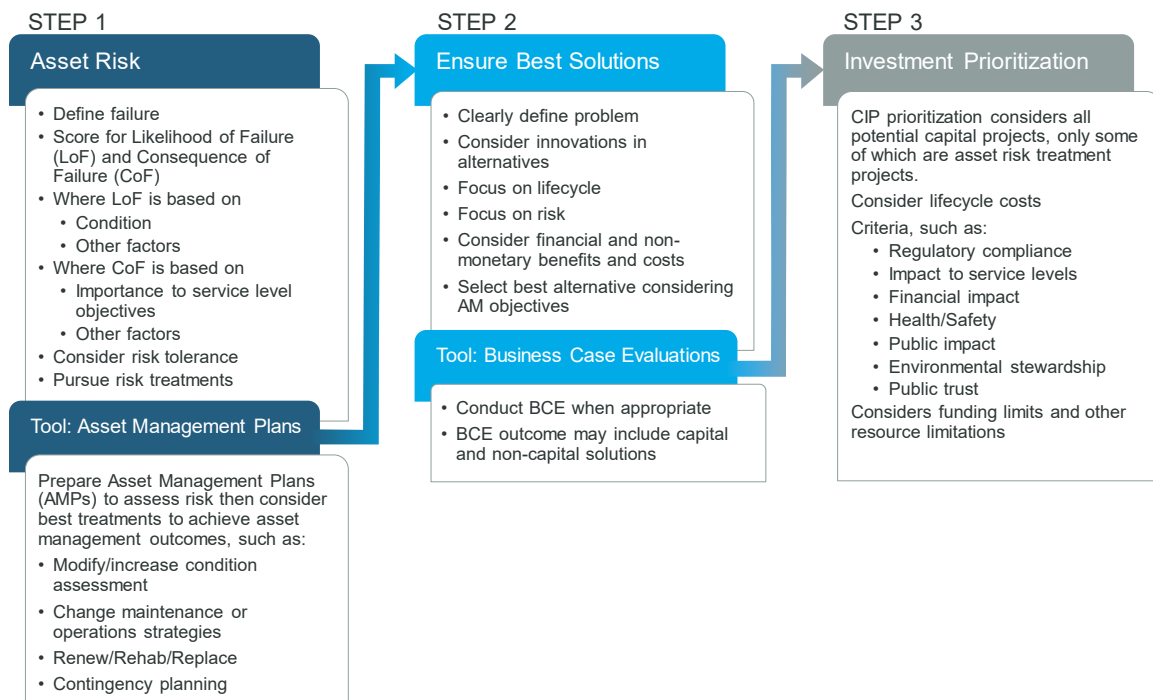 STEP 1
Asset Risk
• Define failure
• Score for Likelihood of Failure
(LoF) and Consequence of
Failure (CoF)
• Where LoF is based on
• Condition
• Other factors
• Where CoF is based on
• Importance to service level
objectives
• Other factors
• Consider risk tolerance
• Pursue risk treatments
Tool: Asset Management Plans
Prepare Asset Management Plans
(AMPs) to assess risk then consider
best treatments to achieve asset
management outcomes, such as:
• Modify/increase condition
assessment
• Change maintenance or
operations strategies
• Renew/Rehab/Replace
• Contingency planning
STEP 2
Ensure Best Solutions
• Clearly define problem
• Consider innovations in
alternatives
• Focus on lifecycle
• Focus on risk
• Consider financial and non-
monetary benefits and costs
• Select best alternative considering
AM objectives
Tool: Business Case Evaluations
• Conduct BCE when appropriate
• BCE outcome may include capital
and non-capital solutions
STEP 3
Investment Prioritization
CIP prioritization considers all
potential capital projects, only some
of which are asset risk treatment
projects.
Consider lifecycle costs
Criteria, such as:
• Regulatory compliance
• Impact to service levels
• Financial impact
• Health/Safety
• Public impact
• Environmental stewardship
• Public trust
Considers funding limits and other
resource limitations